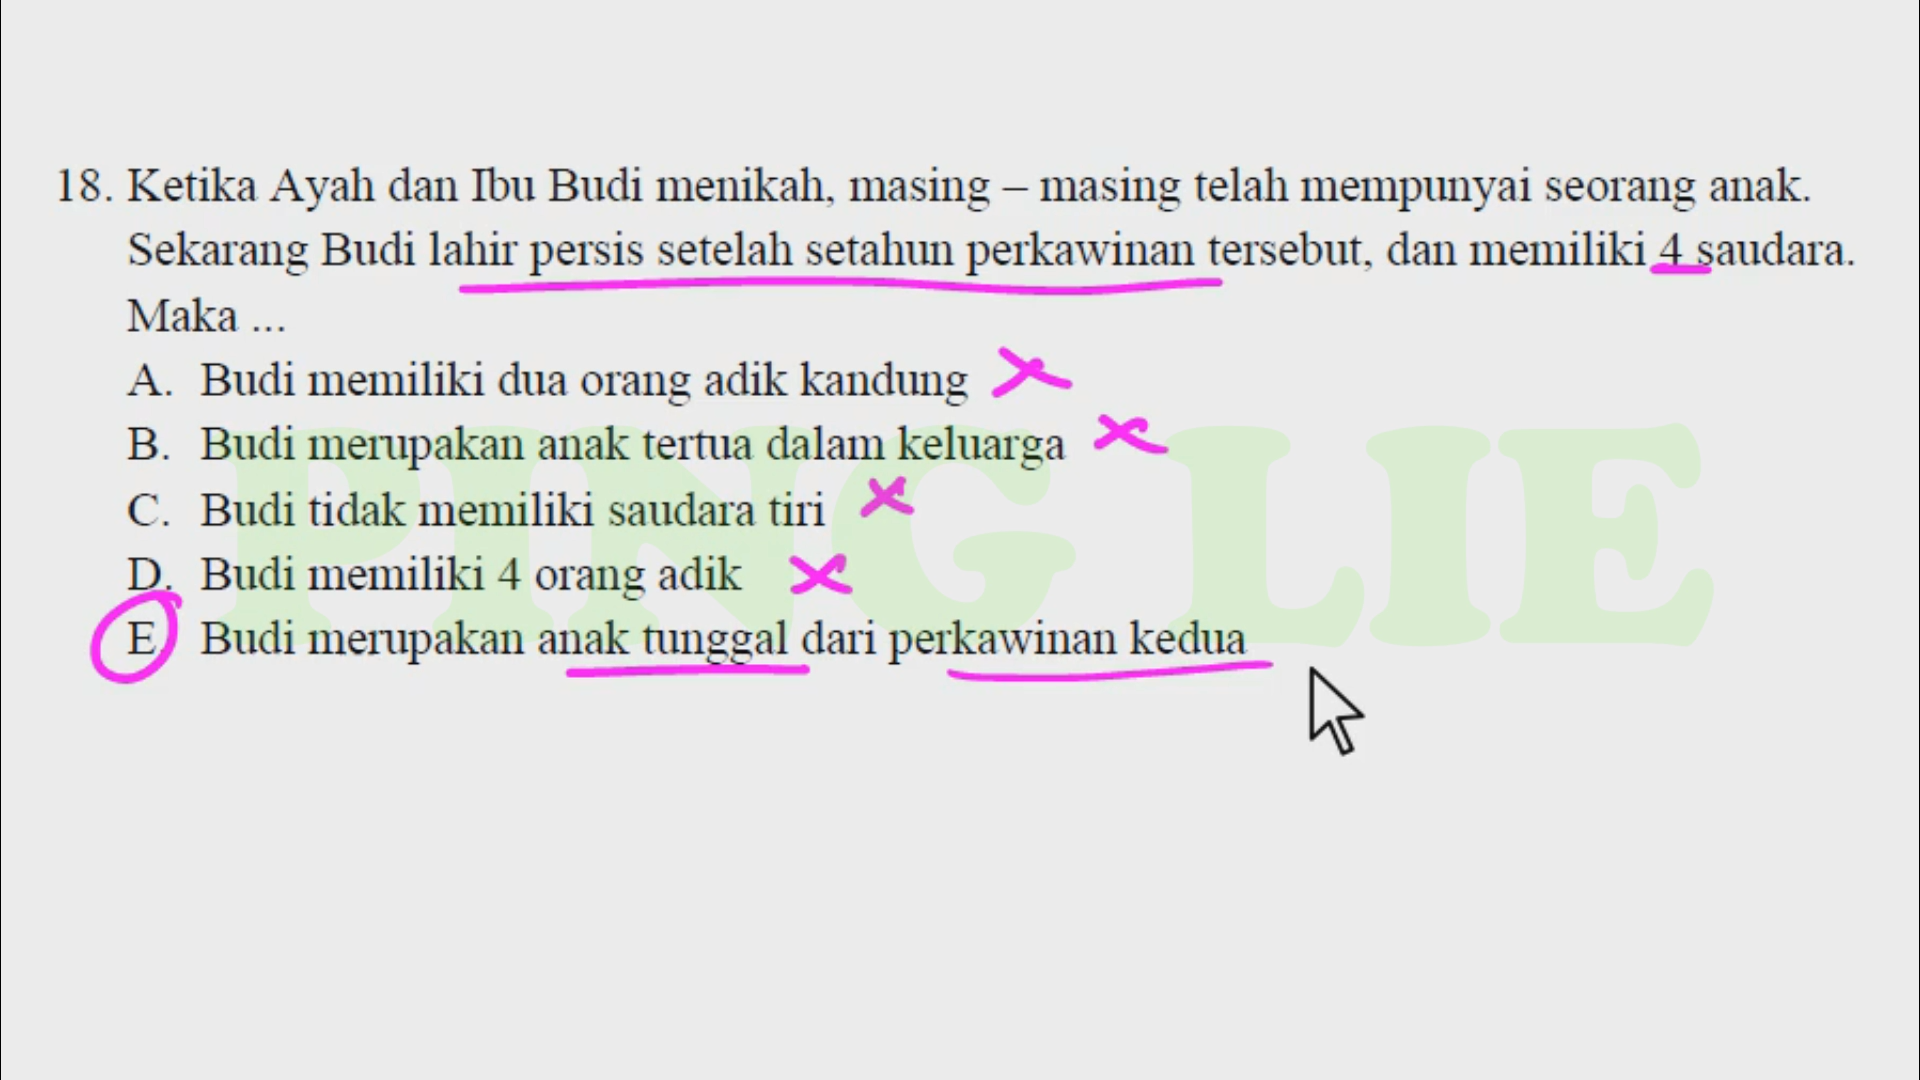 18. Ketika Ayah dan Ibu Budi menikah, masing – masing telah mempunyai seorang anak.
Sekarang Budi lahir persis setelah setahun perkawinan tersebut, dan memiliki 4 saudara.
Maka ...
A. Budi memiliki dua orang adik kandung
B. Budi merupakan anak tertua dalam keluarga
C. Budi tidak memiliki saudara tiri
D. Budi memiliki 4 orang adik
E. Budi merupakan anak tunggal dari perkawinan kedua
PING LIE